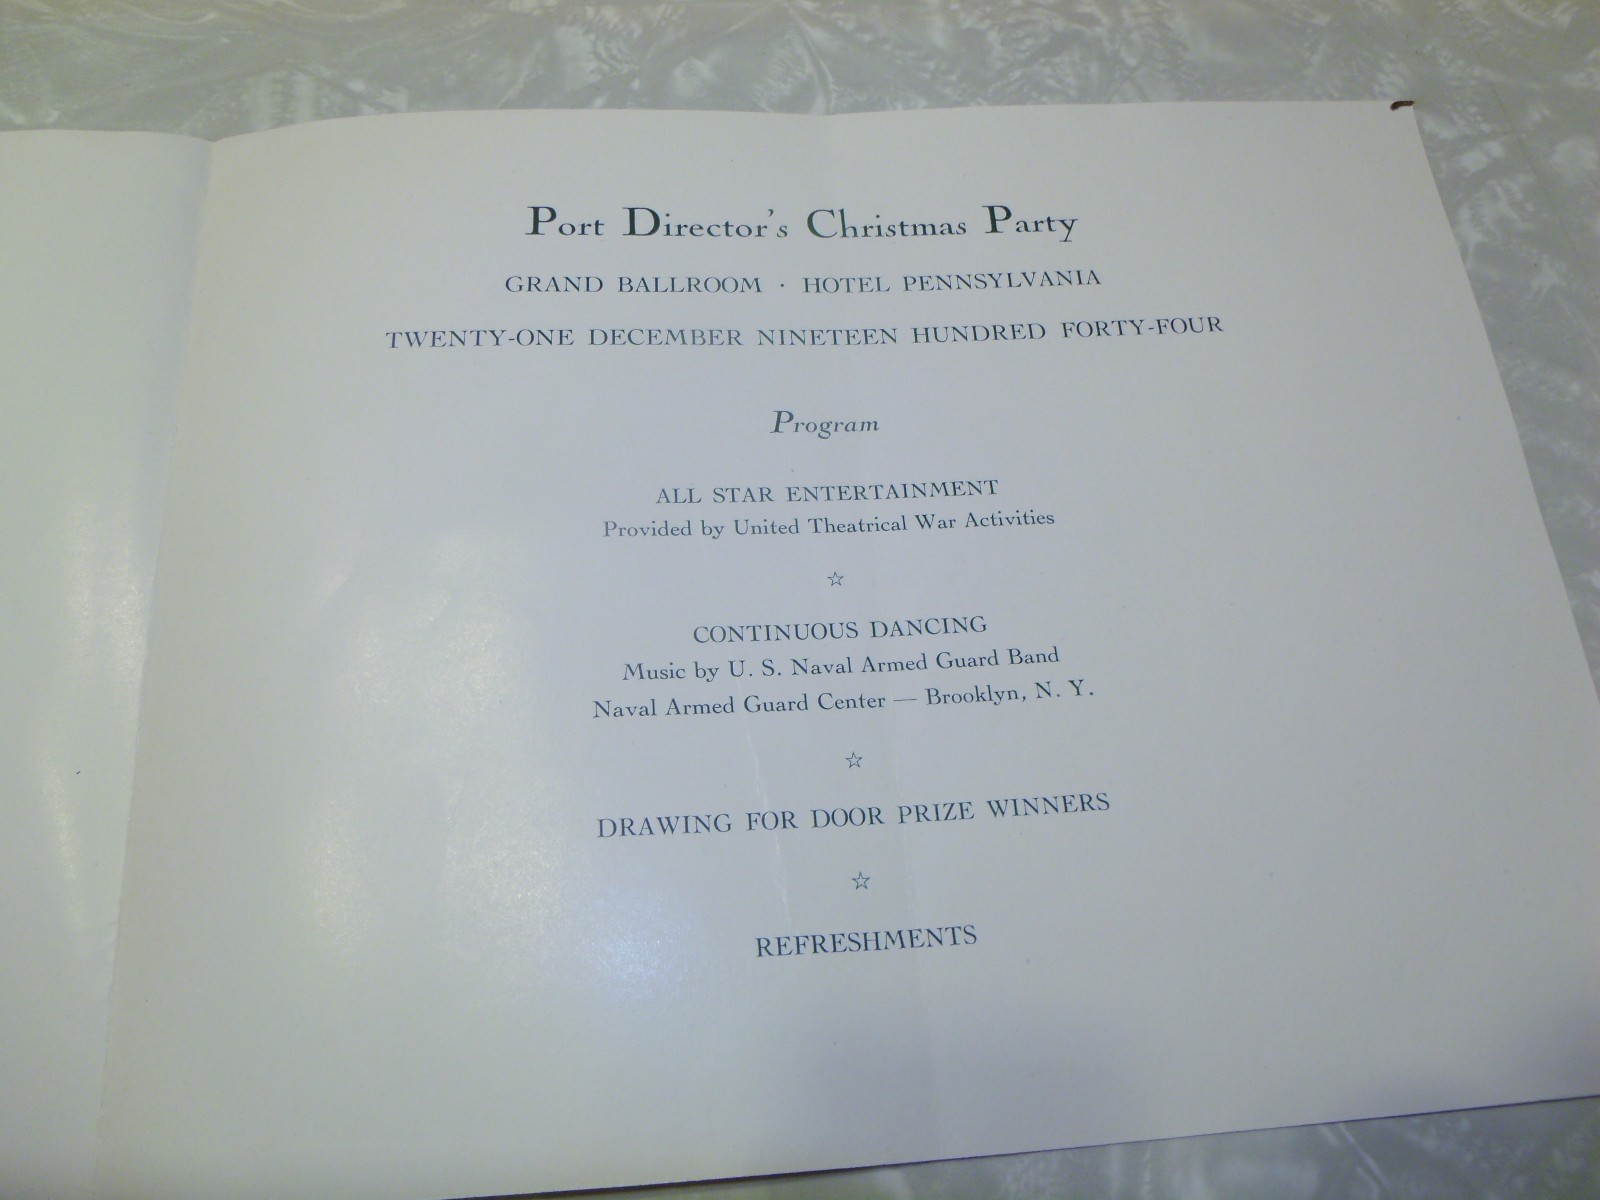 Port Director's Christmas Party
GRAND BALLROOM · HOTEL PENNSYLVANIA
TWENTY-ONE DECEMBER NINETEEN HUNDRED FORTY-FOUR
Program
ALL STAR ENTERTAINMENT
Provided by United Theatrical War Activities
☆
CONTINUOUS DANCING
Music by U. S. Naval Armed Guard Band
Naval Armed Guard Center — Brooklyn, N. Y.
☆
DRAWING FOR DOOR PRIZE WINNERS
☆
REFRESHMENTS